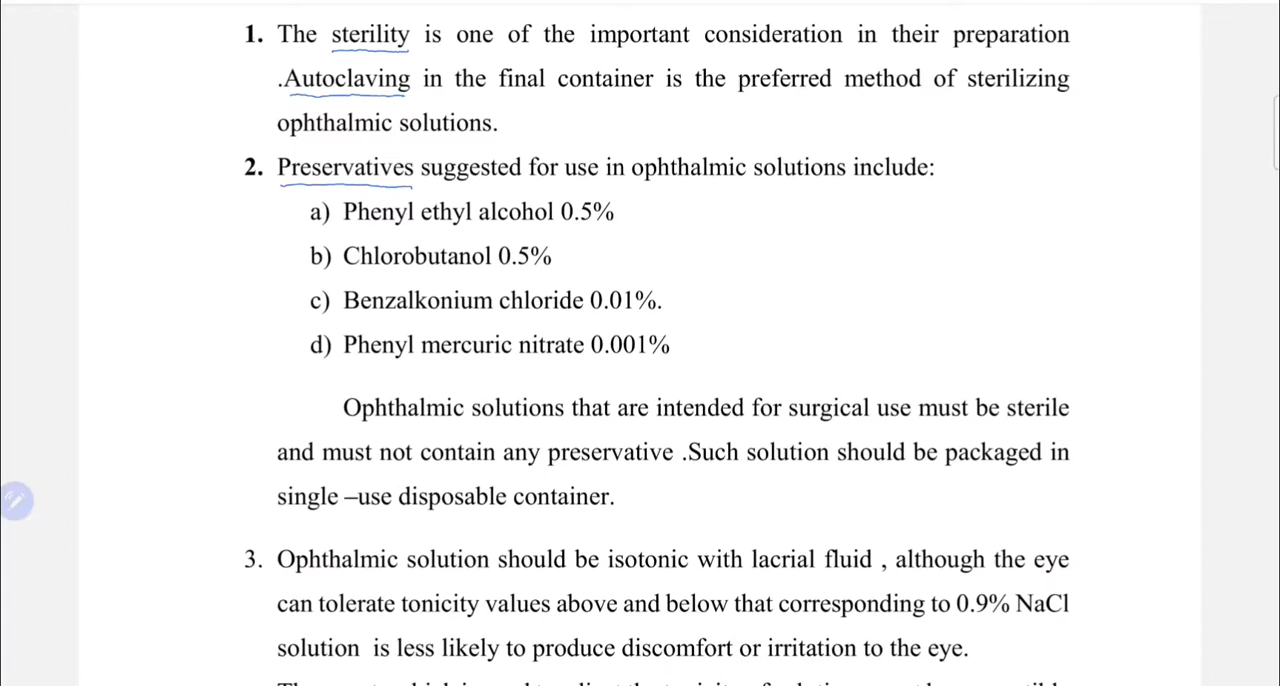 1. The sterility is one of the important consideration in their preparation
.Autoclaving in the final container is the preferred method of sterilizing
ophthalmic solutions.
2. Preservatives suggested for use in ophthalmic solutions include:
a) Phenyl ethyl alcohol 0.5%
b) Chlorobutanol 0.5%
c) Benzalkonium chloride 0.01%.
d) Phenyl mercuric nitrate 0.001%
Ophthalmic solutions that are intended for surgical use must be sterile
and must not contain any preservative .Such solution should be packaged in
single –use disposable container.
3. Ophthalmic solution should be isotonic with lacrial fluid , although the eye
can tolerate tonicity values above and below that corresponding to 0.9% NaCl
solution is less likely to produce discomfort or irritation to the eye.